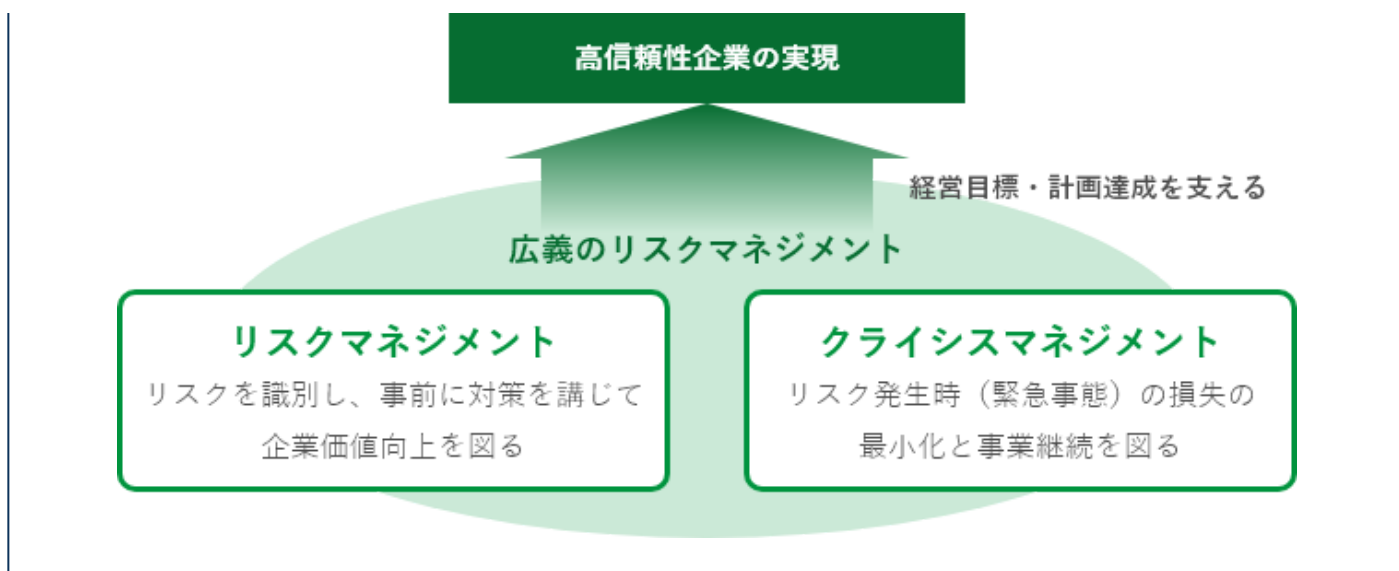 高信頼性企業の実現
経営目標・計画達成を支える
広義のリスクマネジメント
リスクマネジメント
リスクを識別し、事前に対策を講じて
企業価値向上を図る
クライシスマネジメント
リスク発生時（緊急事態）の損失の
最小化と事業継続を図る